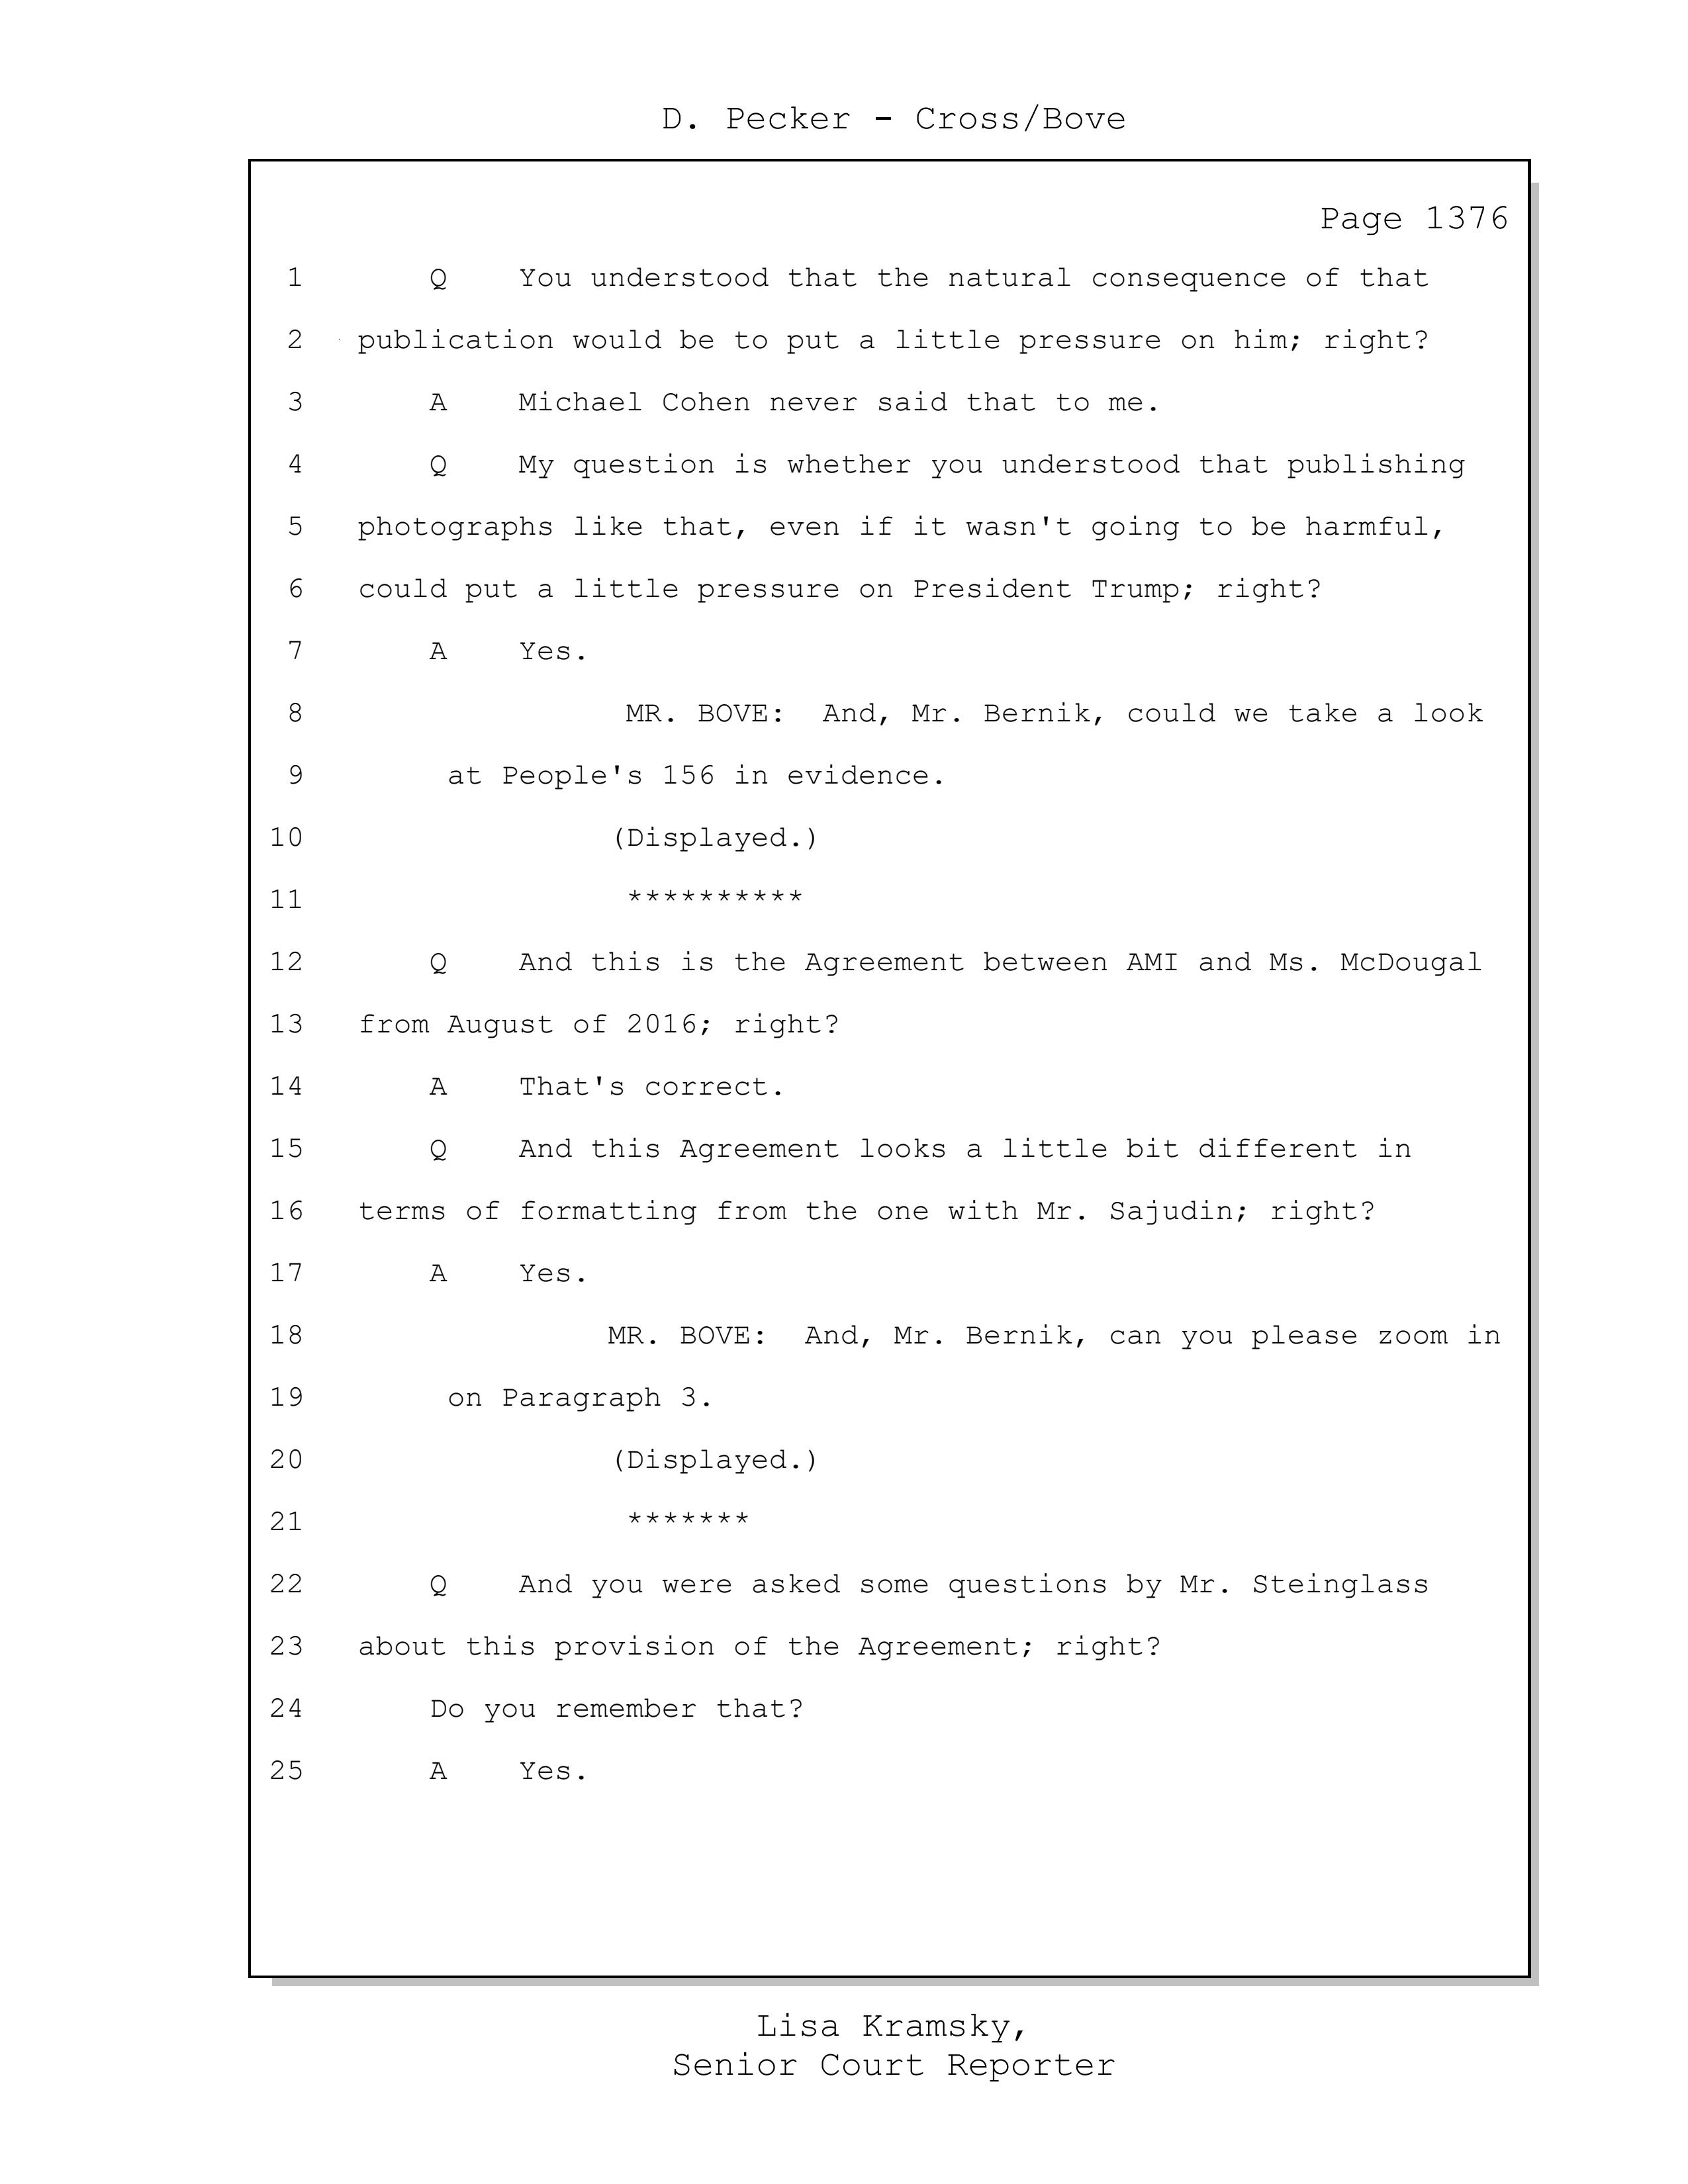 D. Pecker - Cross/Bove
Page 1376
1 Q You understood that the natural consequence of that
2 publication would be to put a little pressure on him; right?
3 A Michael Cohen never said that to me.
4 Q My question is whether you understood that publishing
5 photographs like that, even if it wasn't going to be harmful,
6 could put a little pressure on President Trump; right?
7 A Yes.
8 MR. BOVE: And, Mr. Bernik, could we take a look
9 at People's 156 in evidence.
10 (Displayed.)
11 **********
12 Q And this is the Agreement between AMI and Ms. McDougal
13 from August of 2016; right?
14 A That's correct.
15 Q And this Agreement looks a little bit different in
16 terms of formatting from the one with Mr. Sajudin; right?
17 A Yes.
18 MR. BOVE: And, Mr. Bernik, can you please zoom in
19 on Paragraph 3.
20 (Displayed.)
21 *******
22 Q And you were asked some questions by Mr. Steinglass
23 about this provision of the Agreement; right?
24 Do you remember that?
25 A Yes.
Lisa Kramsky,
Senior Court Reporter